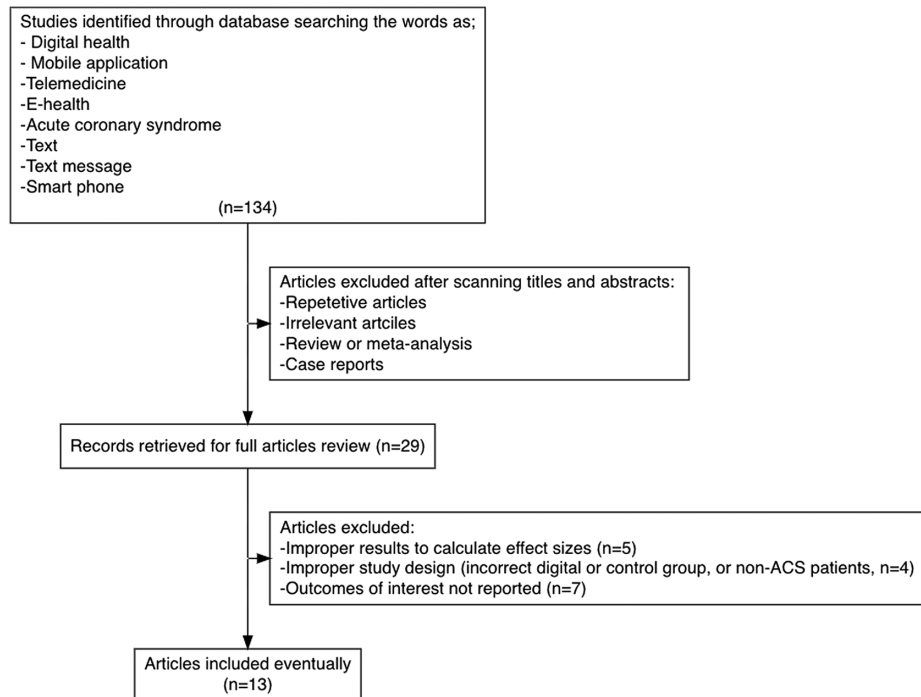 Studies identified through database searching the words as;
- Digital health
- Mobile application
-Telemedicine
-E-health
-Acute coronary syndrome
-Text
-Text message
-Smart phone
(n=134)
Articles excluded after scanning titles and abstracts:
-Repetetive articles
-Irrelevant artciles
-Review or meta-analysis
-Case reports
Records retrieved for full articles review (n=29)
Articles excluded:
-Improper results to calculate effect sizes (n=5)
-Improper study design (incorrect digital or control group, or non-ACS patients, n=4)
-Outcomes of interest not reported (n=7)
Articles included eventually
(n=13)